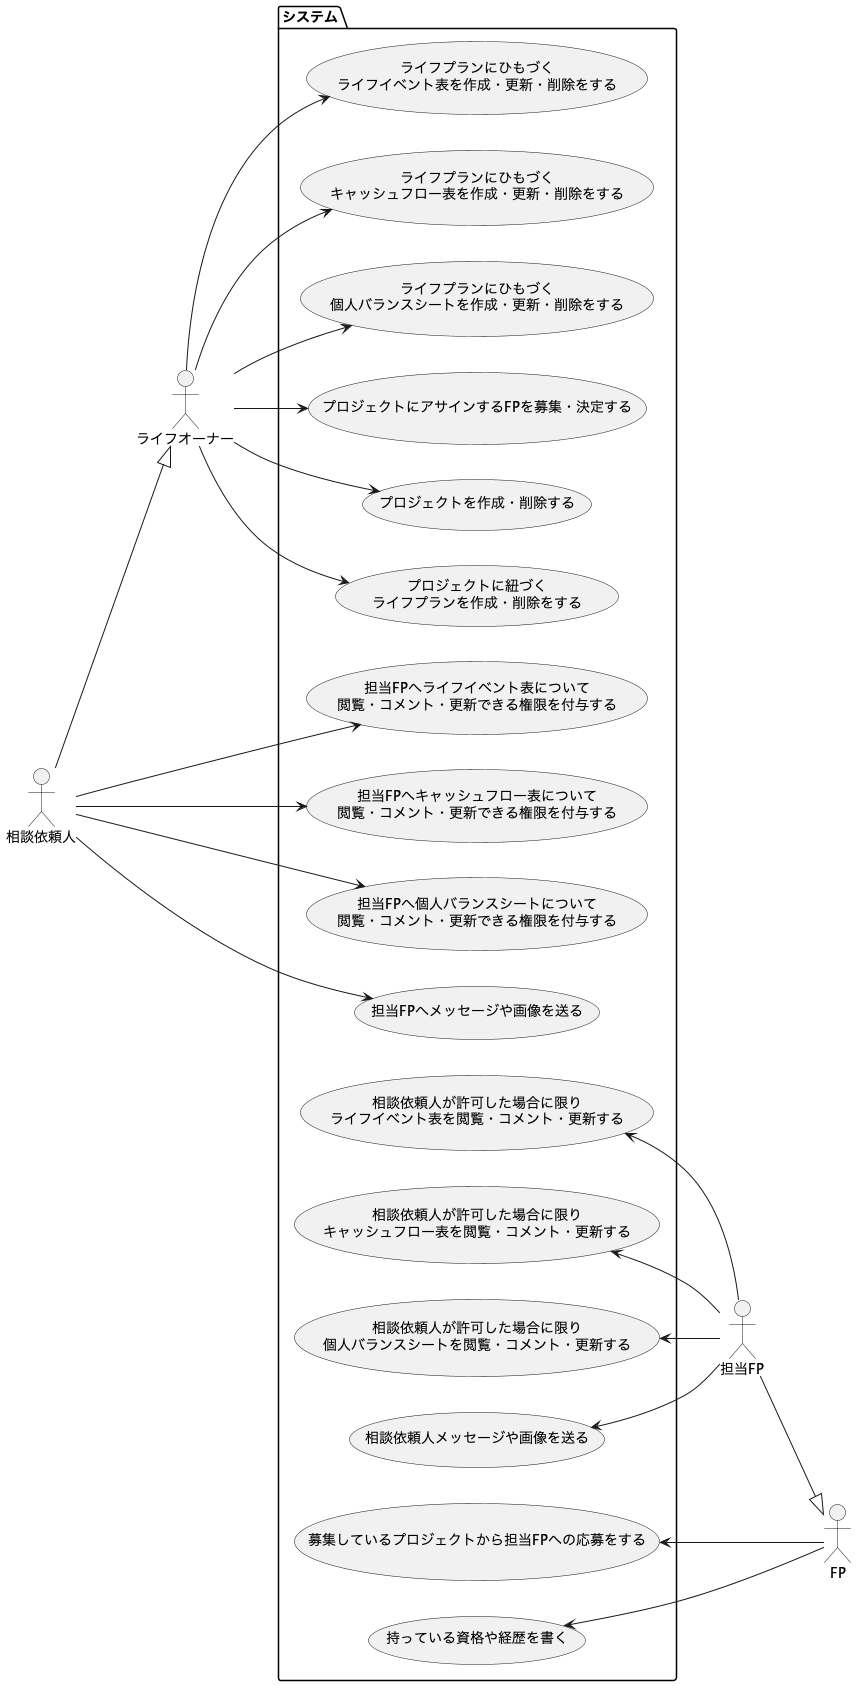 システム
ライフプランにひもづく
ライフイベント表を作成・更新・削除をする
ライフプランにひもづく
キャッシュフロー表を作成・更新・削除をする
ライフプランにひもづく
個人バランスシートを作成・更新・削除をする
プロジェクトにアサインするFPを募集・決定する
ライフオーナー
プロジェクトを作成・削除する
プロジェクトに紐づく
ライフプランを作成・削除をする
担当FPへライフイベント表について
閲覧・コメント・更新できる権限を付与する
担当FPへキャッシュフロー表について
閲覧・コメント・更新できる権限を付与する
相談依頼人
担当FPへ個人バランスシートについて
閲覧・コメント・更新できる権限を付与する
担当FPへメッセージや画像を送る
相談依頼人が許可した場合に限り
ライフイベント表を閲覧・コメント・更新する
相談依頼人が許可した場合に限り
キャッシュフロー表を閲覧・コメント・更新する
相談依頼人が許可した場合に限り
個人バランスシートを閲覧・コメント・更新する
担当FP
相談依頼人メッセージや画像を送る
募集しているプロジェクトから担当FPへの応募をする
FP
持っている資格や経歴を書く